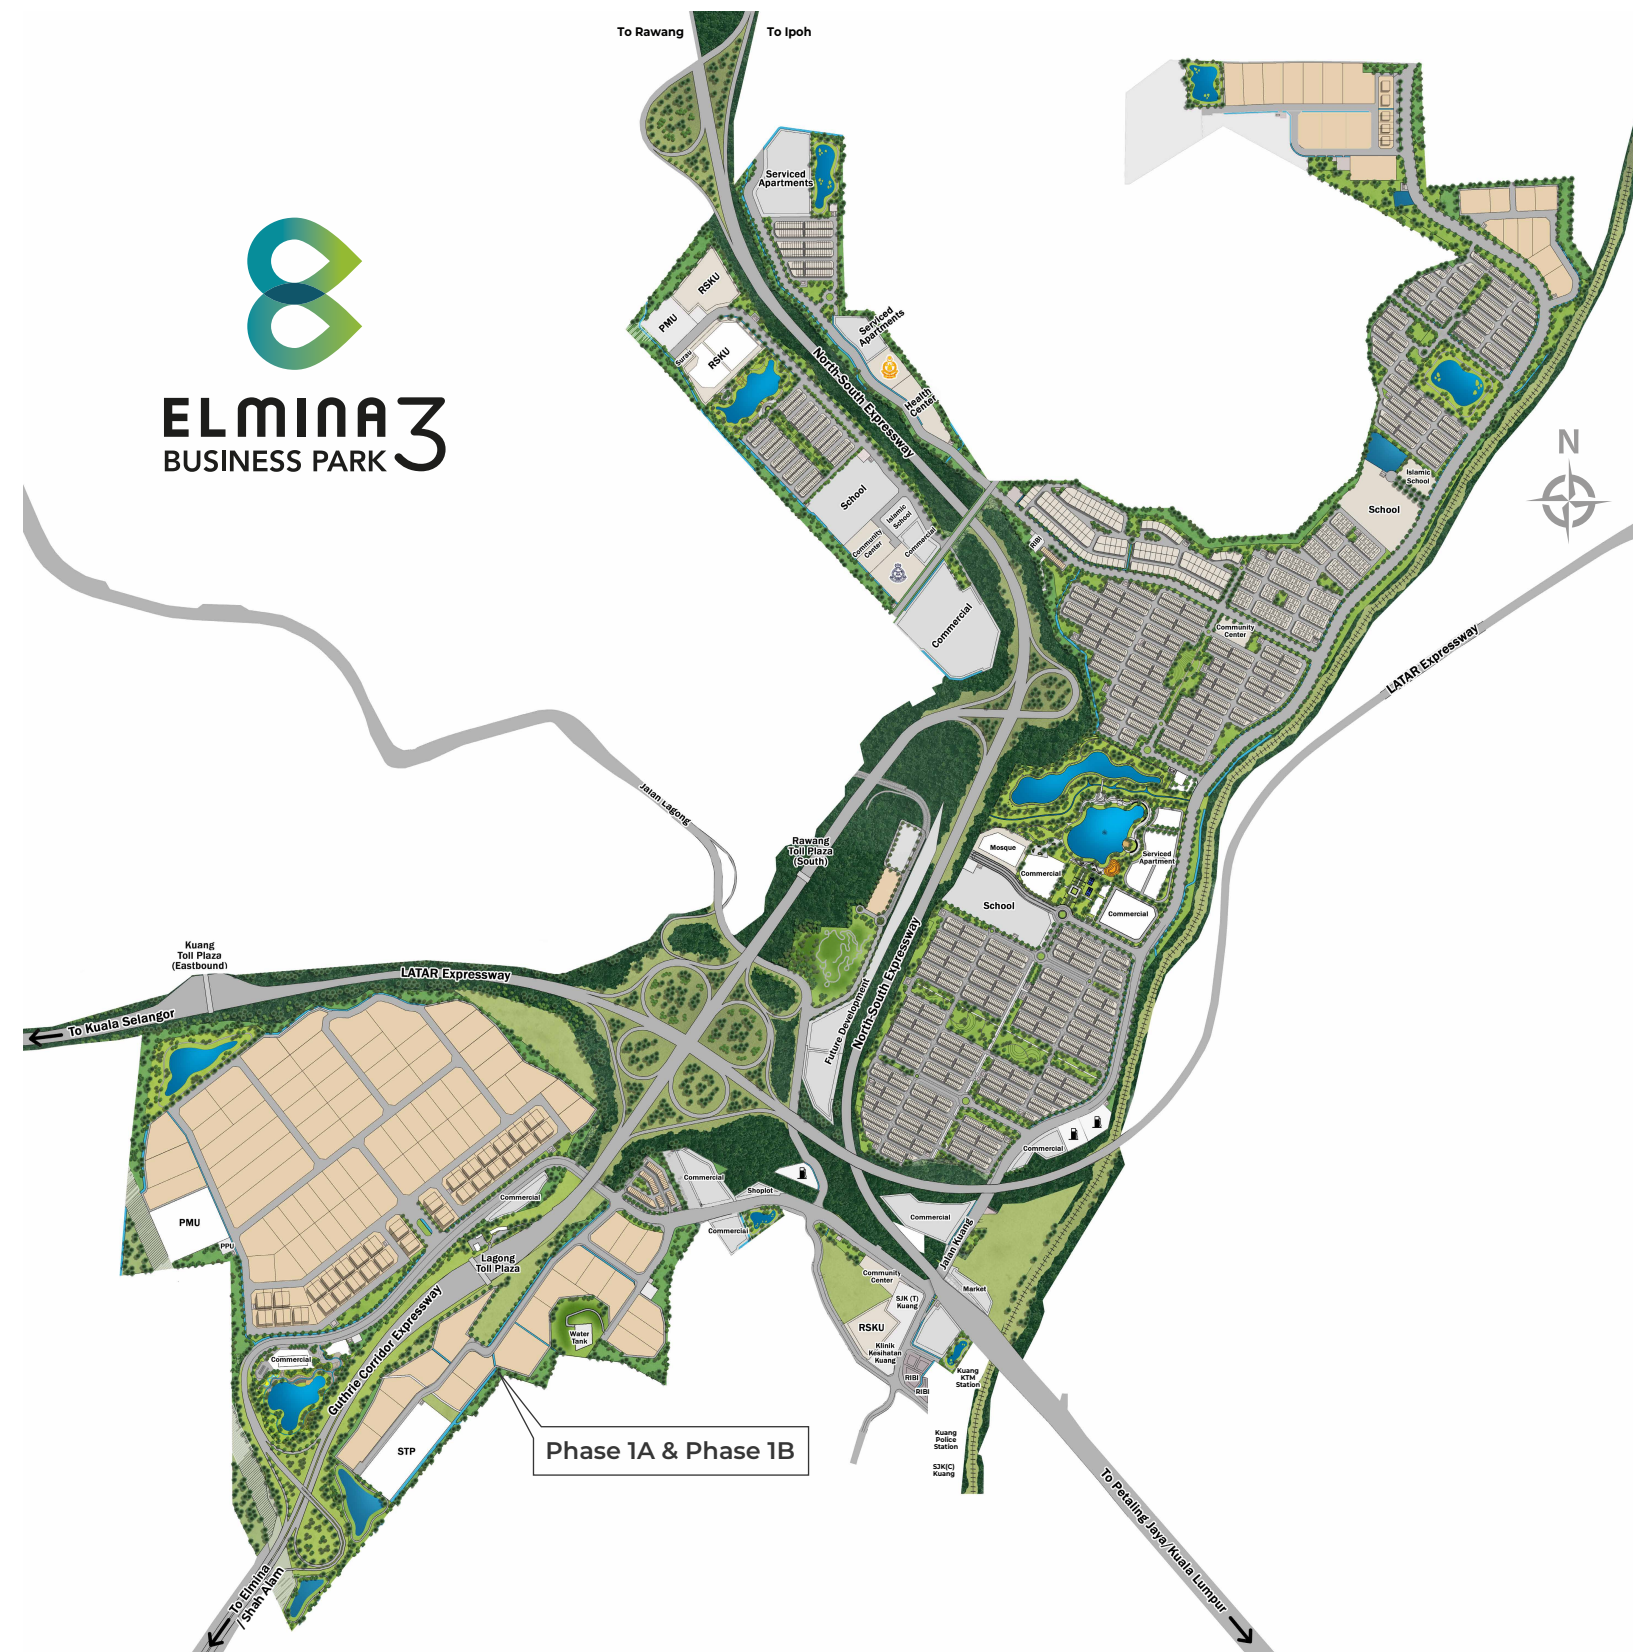 To Rawang
To Ipoh
Serviced
Apartments
RSKU
PMU
Surau
RSKU
Serviced
Apartments
Health
Center
North-South Expressway
ELMINA 3
BUSINESS PARK
N
School
Islamic
School
Community
Center
Commercial
Commercial
RIBI
Islamic
School
School
Community
Center
LATAR Expressway
Jalan Lagong
Rawang
Toll Plaza
(South)
Mosque
Commercial
Serviced
Apartment
School
Commercial
Kuang
Toll Plaza
(Eastbound)
LATAR Expressway
To Kuala Selangor
Future Development
North-South Expressway
Commercial
Commercial
Shoplot
Commercial
Commercial
Commercial
PMU
PPU
Lagong
Toll Plaza
Jalan Kuang
Community
Center
SJK (T)
Kuang
Market
RSKU
Klinik
Kesihatan
Kuang
Water
Tank
Guthrie Corridor Expressway
Commercial
RIBI
RIBI
Kuang
KTM
Station
STP
Phase 1A & Phase 1B
Kuang
Police
Station
SJK(C)
Kuang
To Elmina
/ Shah Alam
To Petaling Jaya/Kuala Lumpur